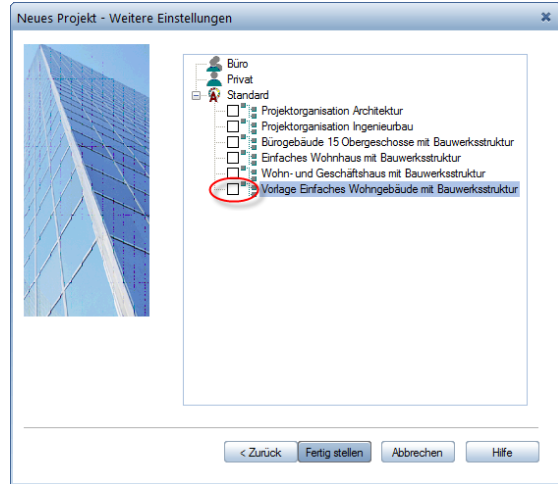 Neues Projekt - Weitere Einstellungen
Büro
Privat
Standard
Projektorganisation Architektur
Projektorganisation Ingenieurbau
Bürogebäude 15 Obergeschosse mit Bauwerksstruktur
Einfaches Wohnhaus mit Bauwerksstruktur
Wohn- und Geschäftshaus mit Bauwerksstruktur
Vorlage Einfaches Wohngebäude mit Bauwerksstruktur
< Zurück
Fertig stellen
Abbrechen
Hilfe